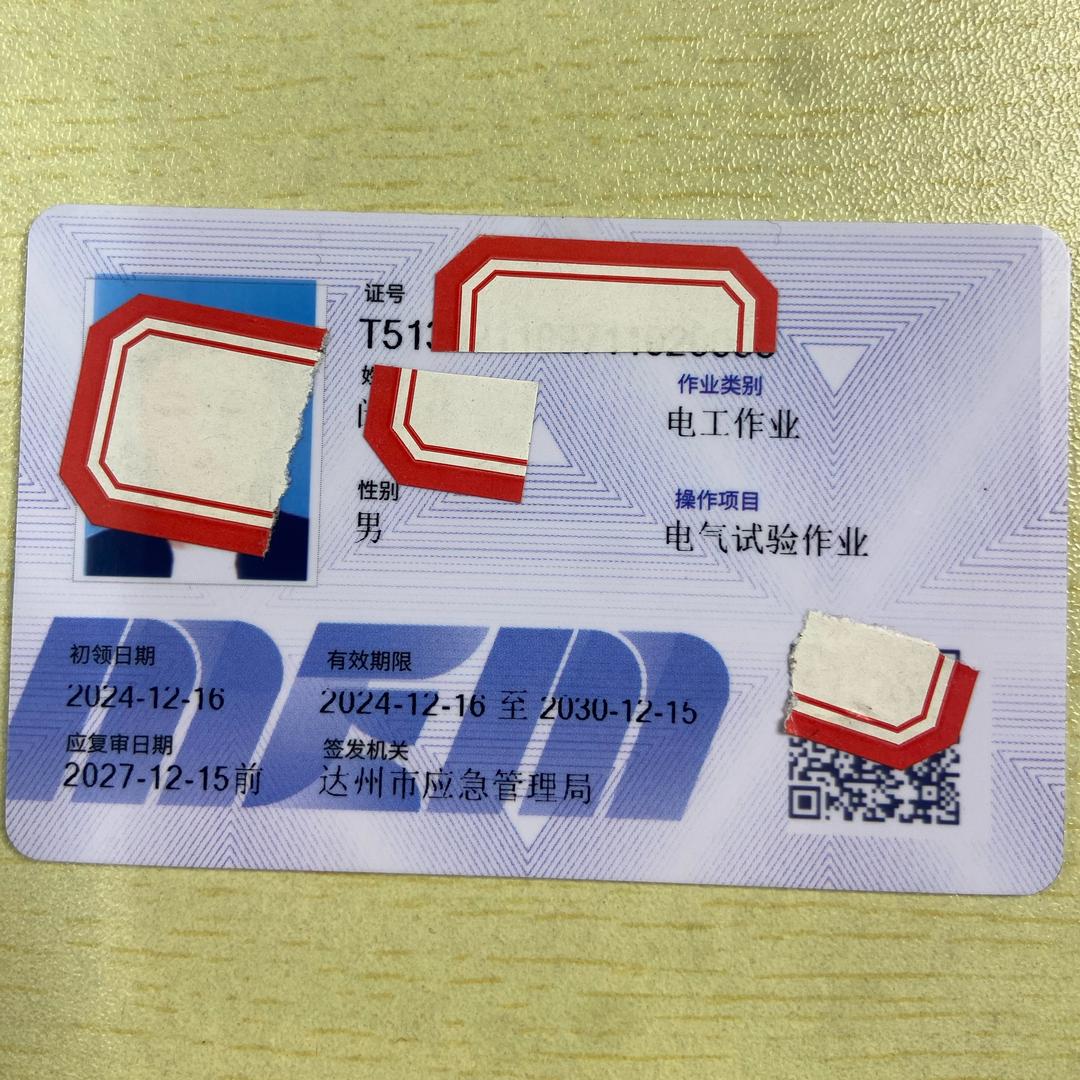 证号
T513
作业类别
电工作业
性别
男
操作项目
电气试验作业
初领日期
2024-12-16
有效期限
2024-12-16 至 2030-12-15
应复审日期
2027-12-15前
签发机关
达州市应急管理局